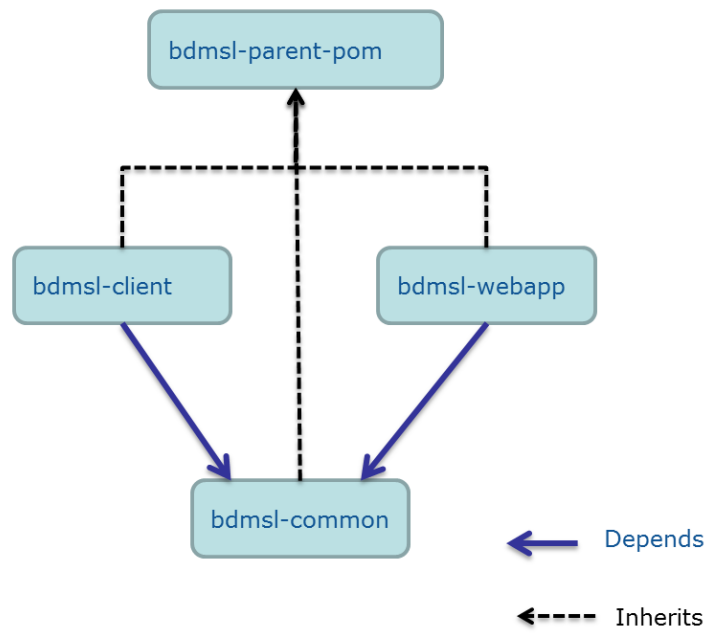 bdmsl-parent-pom
bdmsl-client
bdmsl-webapp
bdmsl-common
Depends
Inherits